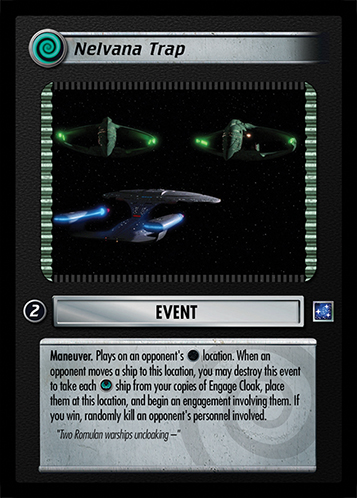 Nelvana Trap
2
EVENT
Maneuver. Plays on an opponent's location. When an
opponent moves a ship to this location, you may destroy this event
to take each ship from your copies of Engage Cloak, place
them at this location, and begin an engagement involving them. If
you win, randomly kill an opponent's personnel involved.
"Two Romulan warships uncloaking –"